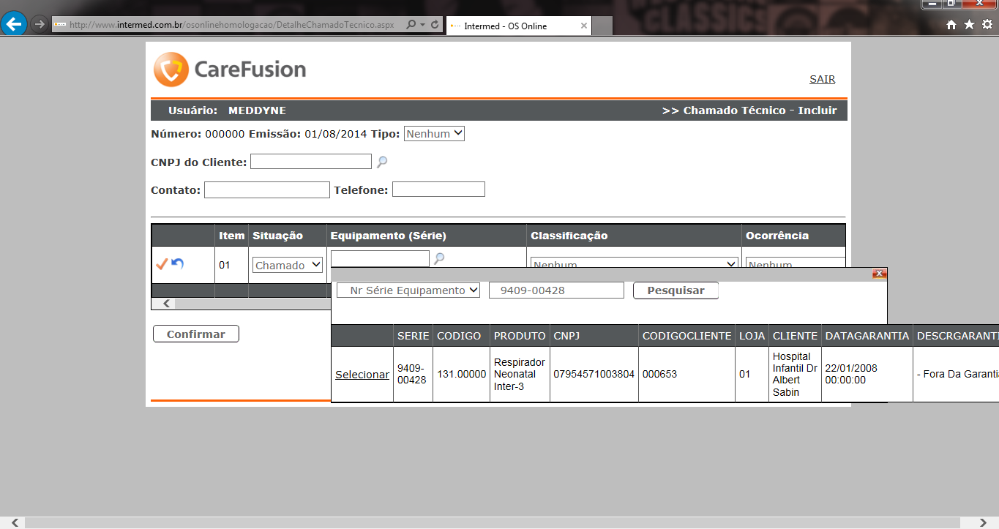 http://www.intermed.com.br/osonlinehomologacao/DetalheChamadoTecnico.aspx
Intermed - OS Online
CareFusion
SAIR
Usuário: MEDDYNE
>> Chamado Técnico - Incluir
Número: 000000 Emissão: 01/08/2014 Tipo: Nenhum
CNPJ do Cliente:
Contato: Telefone:
Item Situação Equipamento (Série) Classificação Ocorrência
01 Chamado Nenhum Nenhum
Nr Série Equipamento 9409-00428 Pesquisar
Confirmar
SERIE CODIGO PRODUTO CNPJ CODIGOCLIENTE LOJA CLIENTE DATAGARANTIA DESCRGARANTI
Selecionar 9409-00428 131.00000 Respirador Neonatal Inter-3 07954571003804 000653 01 Hospital Infantil Dr Albert Sabin 22/01/2008 00:00:00 - Fora Da Garantia